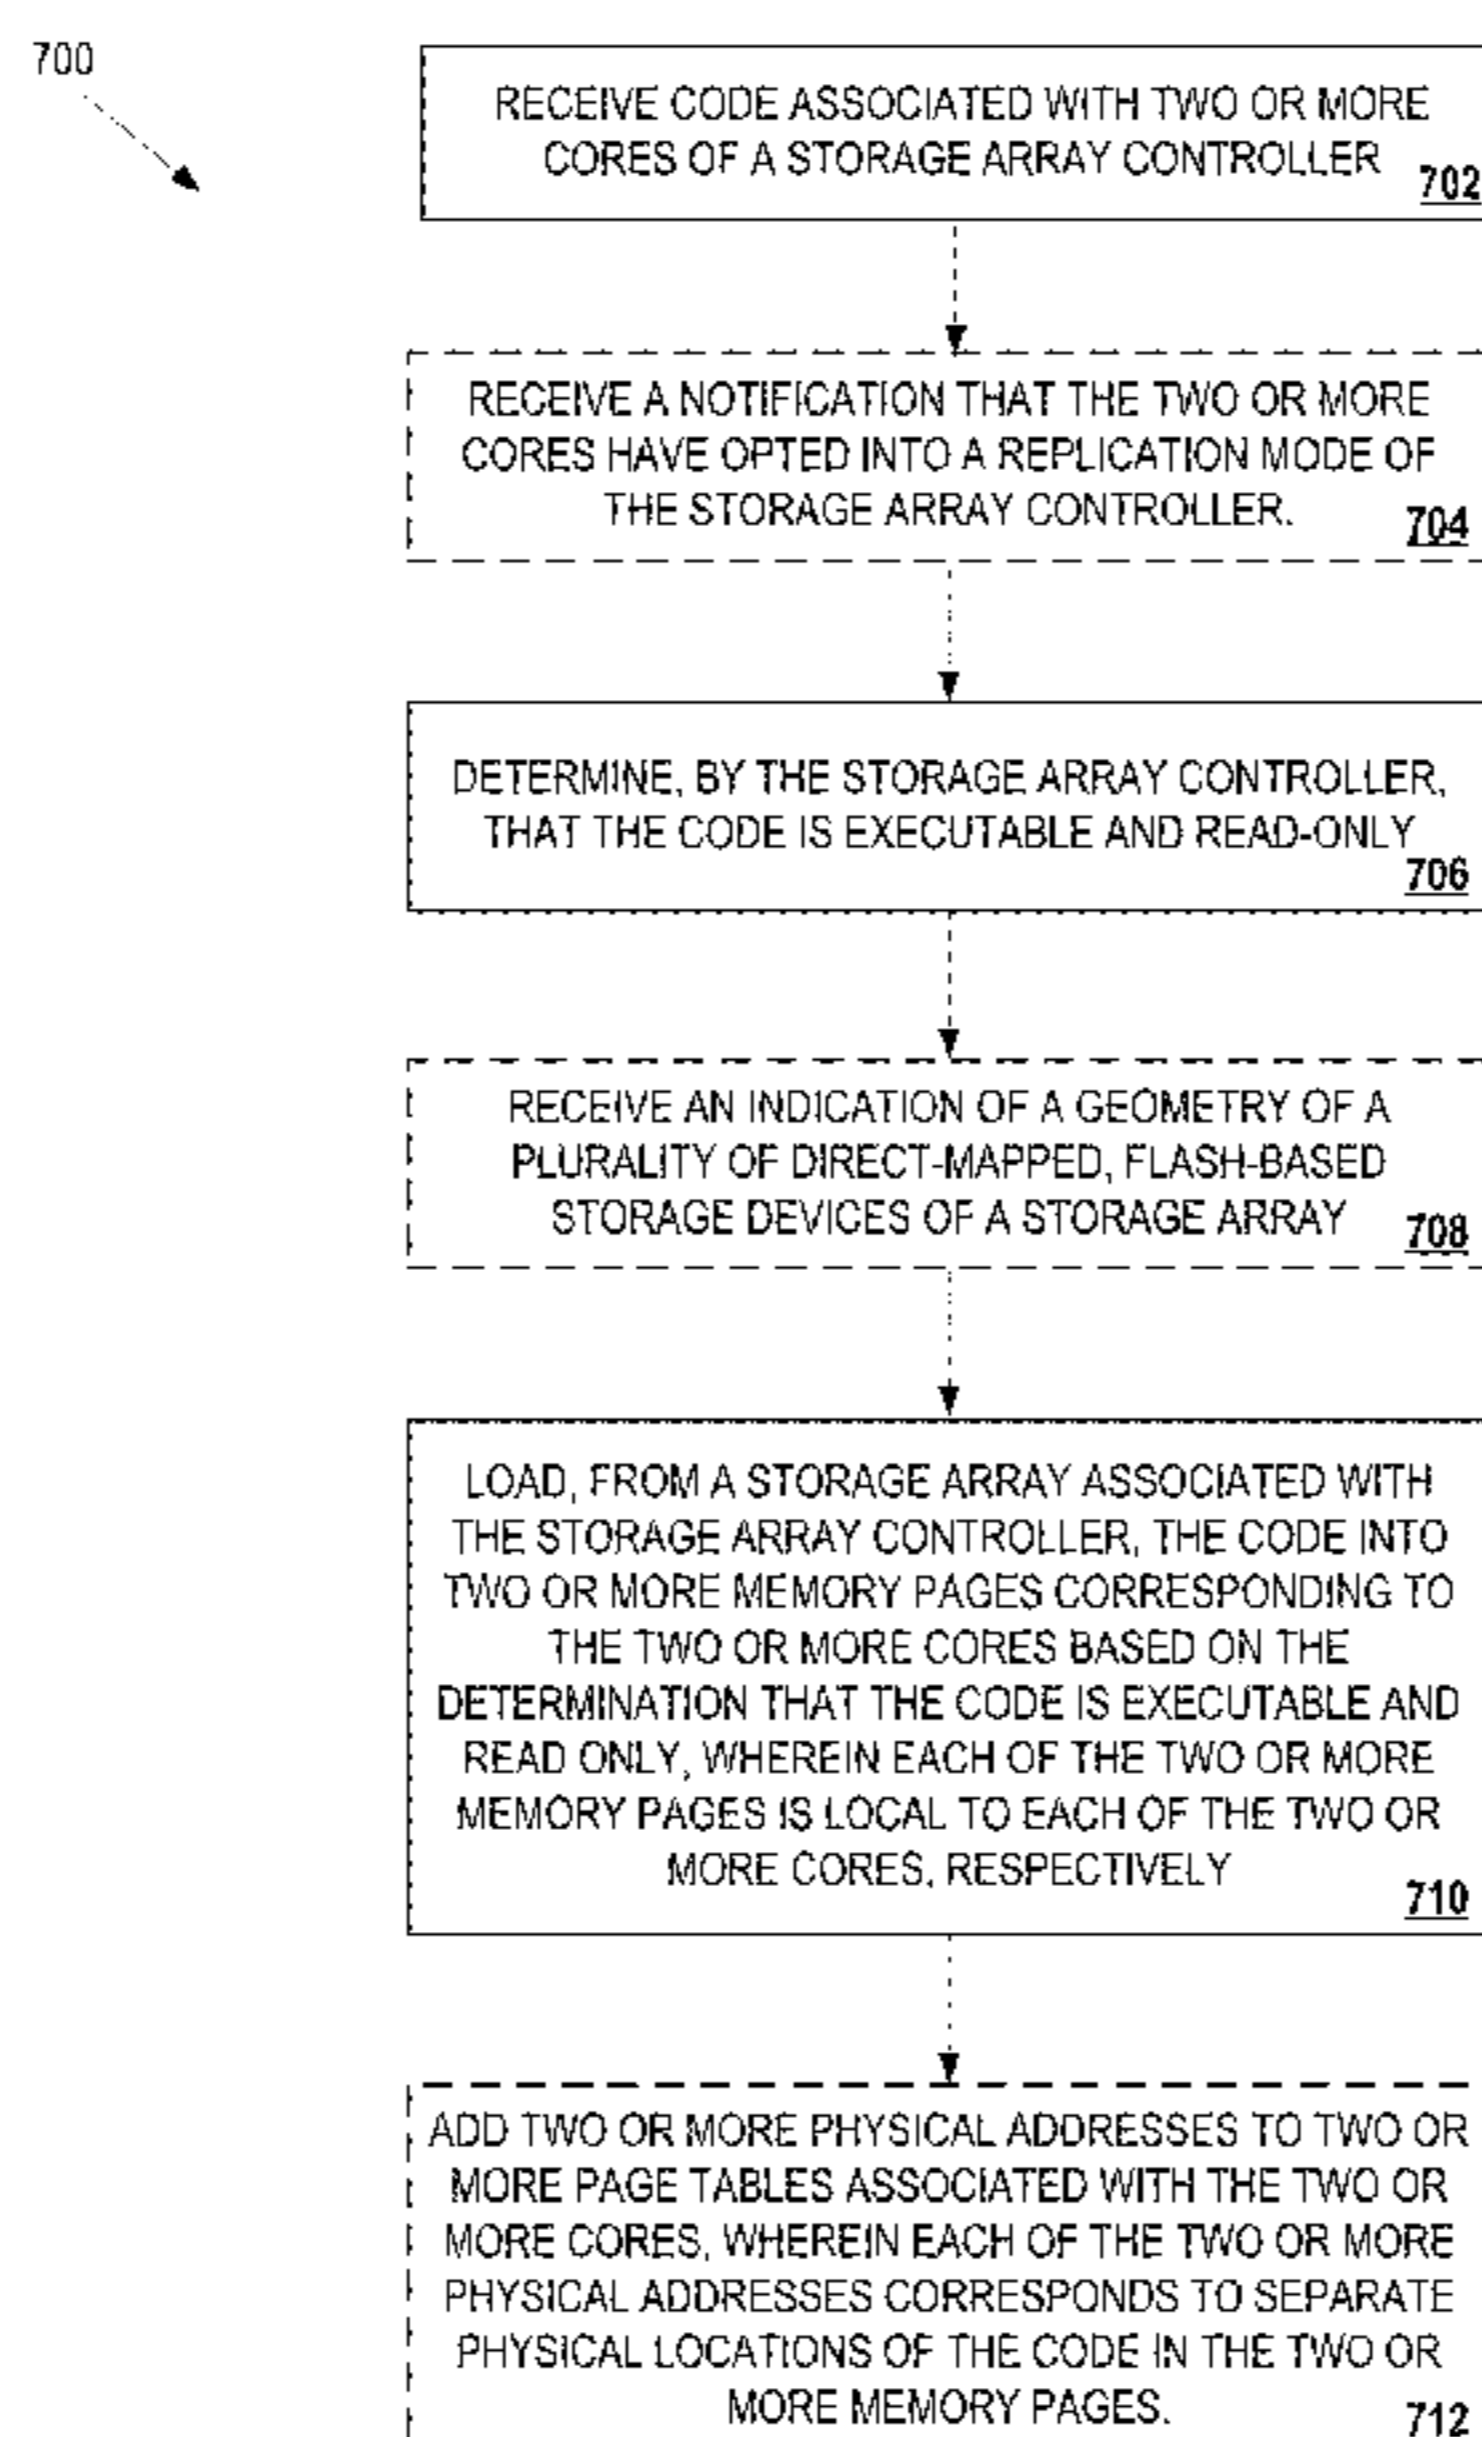 700
RECEIVE CODE ASSOCIATED WITH TWO OR MORE
CORES OF A STORAGE ARRAY CONTROLLER
702
RECEIVE A NOTIFICATION THAT THE TWO OR MORE
CORES HAVE OPTED INTO A REPLICATION MODE OF
THE STORAGE ARRAY CONTROLLER.
704
DETERMINE, BY THE STORAGE ARRAY CONTROLLER,
THAT THE CODE IS EXECUTABLE AND READ-ONLY
706
RECEIVE AN INDICATION OF A GEOMETRY OF A
PLURALITY OF DIRECT-MAPPED, FLASH-BASED
STORAGE DEVICES OF A STORAGE ARRAY
708
LOAD, FROM A STORAGE ARRAY ASSOCIATED WITH
THE STORAGE ARRAY CONTROLLER, THE CODE INTO
TWO OR MORE MEMORY PAGES CORRESPONDING TO
THE TWO OR MORE CORES BASED ON THE
DETERMINATION THAT THE CODE IS EXECUTABLE AND
READ ONLY, WHEREIN EACH OF THE TWO OR MORE
MEMORY PAGES IS LOCAL TO EACH OF THE TWO OR
MORE CORES, RESPECTIVELY
710
ADD TWO OR MORE PHYSICAL ADDRESSES TO TWO OR
MORE PAGE TABLES ASSOCIATED WITH THE TWO OR
MORE CORES, WHEREIN EACH OF THE TWO OR MORE
PHYSICAL ADDRESSES CORRESPONDS TO SEPARATE
PHYSICAL LOCATIONS OF THE CODE IN THE TWO OR
MORE MEMORY PAGES.
712